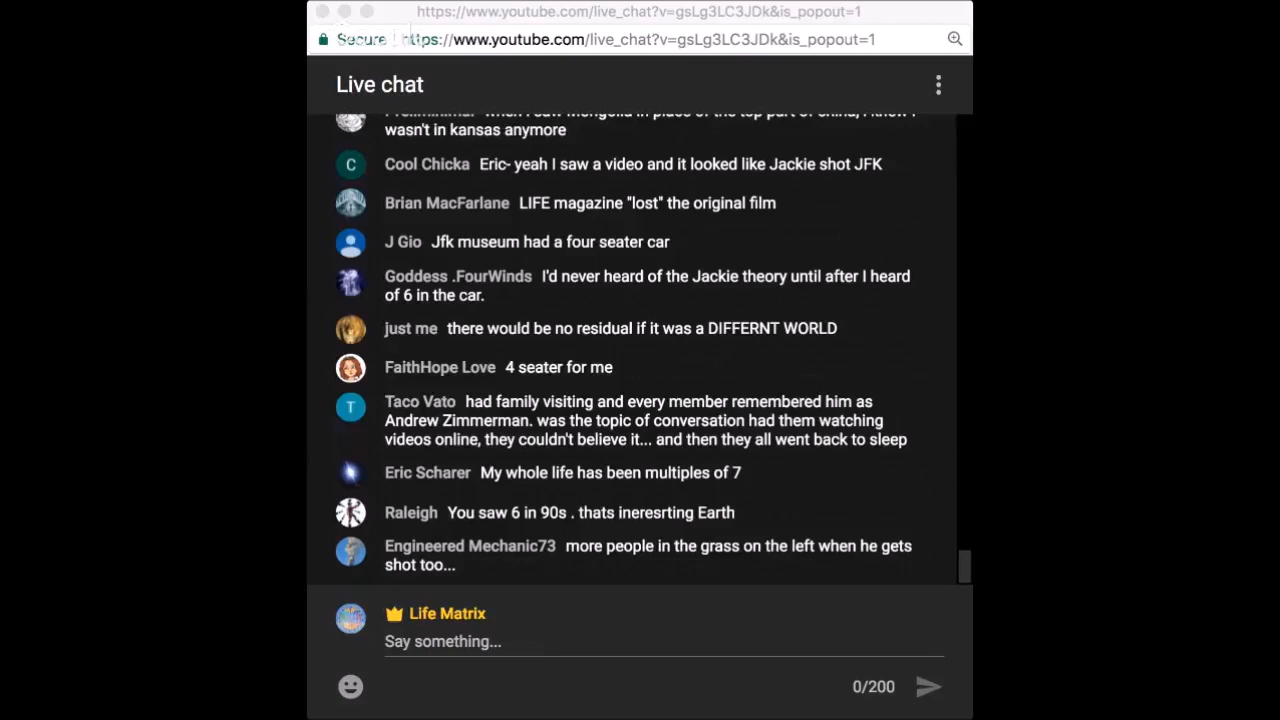 https://www.youtube.com/live_chat?v=gsLg3LC3JDk&is_popout=1
Secure https://www.youtube.com/live_chat?v=gsLg3LC3JDk&is_popout=1
Live chat
wasn't in kansas anymore
C Cool Chicka Eric- yeah I saw a video and it looked like Jackie shot JFK
Brian MacFarlane LIFE magazine "lost" the original film
J Gio Jfk museum had a four seater car
Goddess .FourWinds I'd never heard of the Jackie theory until after I heard
of 6 in the car.
just me there would be no residual if it was a DIFFERNT WORLD
FaithHope Love 4 seater for me
T Taco Vato had family visiting and every member remembered him as
Andrew Zimmerman. was the topic of conversation had them watching
videos online, they couldn't believe it... and then they all went back to sleep
Eric Scharer My whole life has been multiples of 7
Raleigh You saw 6 in 90s . thats ineresrting Earth
Engineered Mechanic73 more people in the grass on the left when he gets
shot too...
Life Matrix
Say something...
0/200